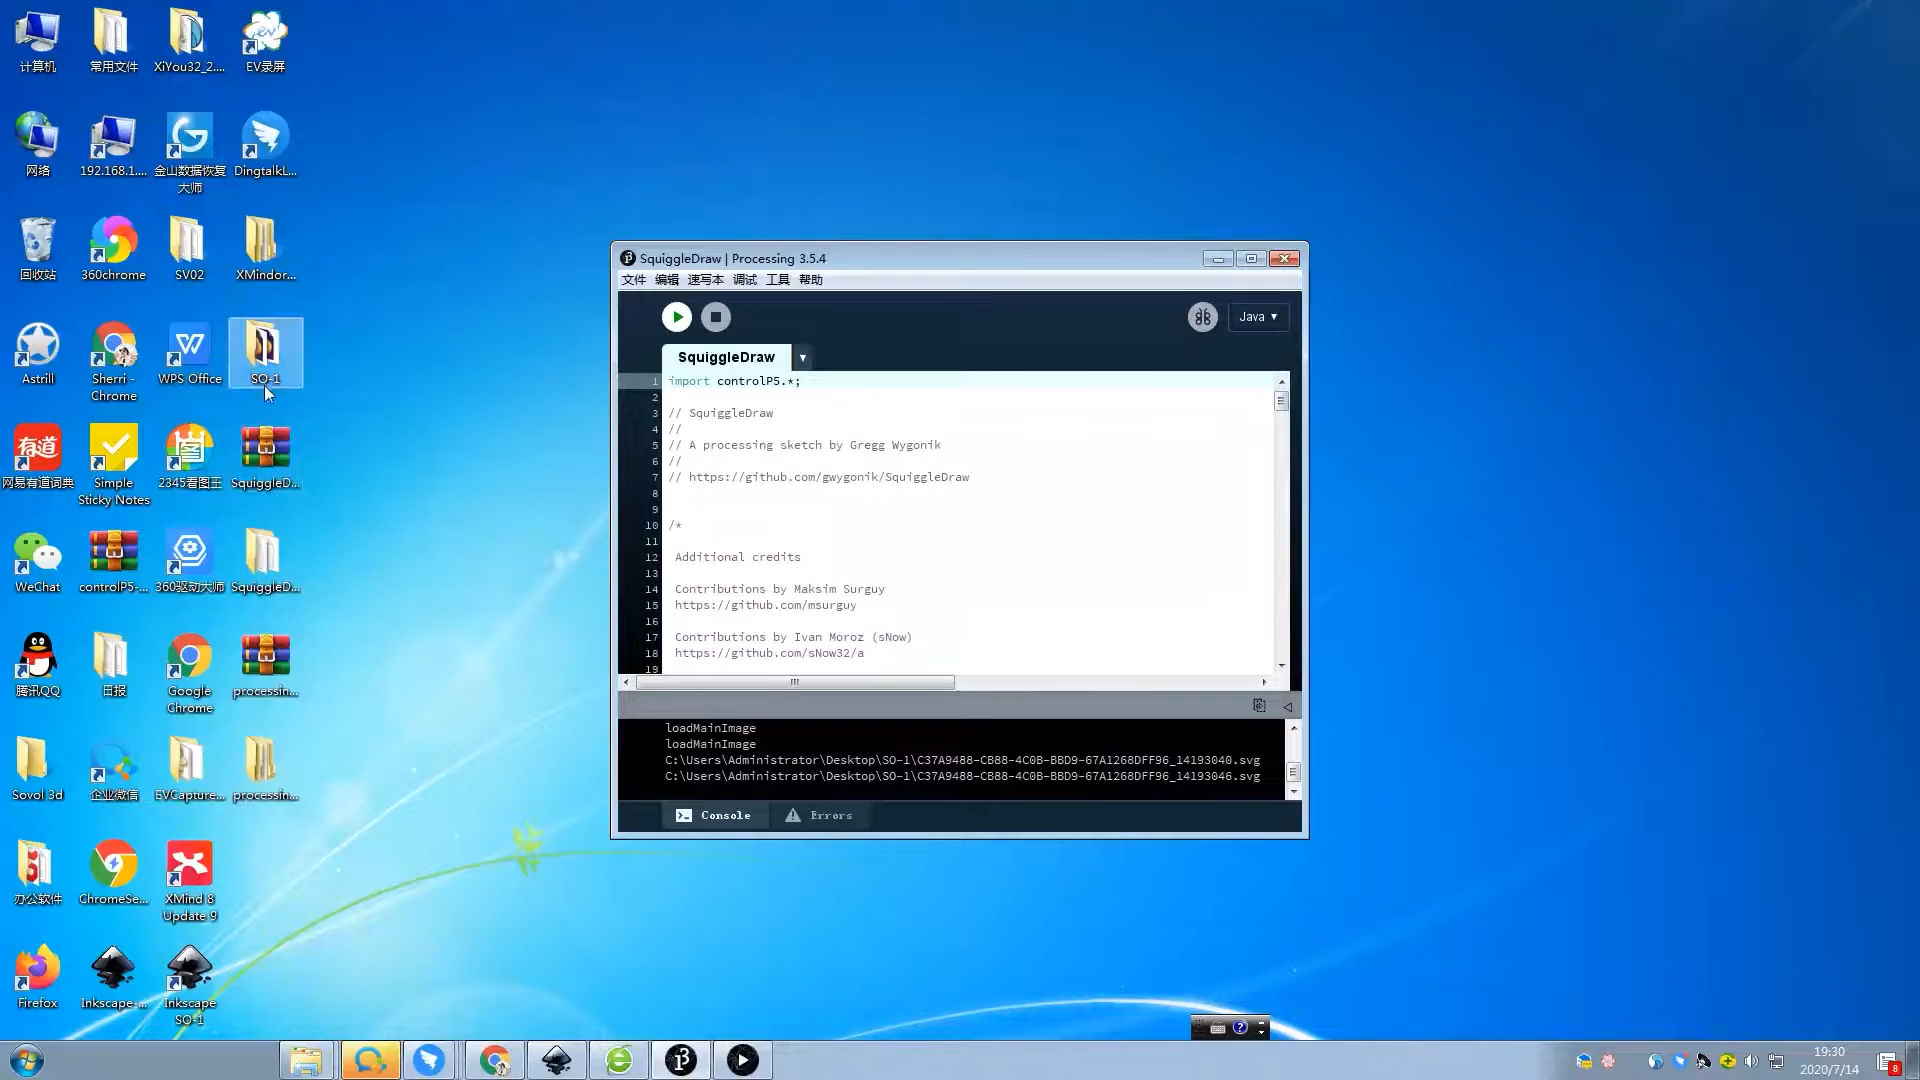 计算机
常用文件
XiYou32_2....
EV录屏
网络
192.168.1....
金山数据恢复
大师
DingtalkL...
回收站
360chrome
SV02
XMindor...
Astrill
Sherri -
Chrome
WPS Office
SO-1
有道
网易有道词典
Simple
Sticky Notes
2345看图王
SquiggleD...
WeChat
controlP5-...
360驱动大师
SquiggleD...
腾讯QQ
日报
Google
Chrome
processin...
Sovol 3d
企业微信
EVCapture...
processin...
办公软件
ChromeSe...
XMind 8
Update 9
Firefox
Inkscape-...
Inkscape
SO-1
SquiggleDraw | Processing 3.5.4
文件 编辑 速写本 调试 工具 帮助
Java ▼
SquiggleDraw ▼
1 import controlP5.*;
2
3 // SquiggleDraw
4 //
5 // A processing sketch by Gregg Wygonik
6 //
7 // https://github.com/gwygonik/SquiggleDraw
8
9
10 /*
11
12 Additional credits
13
14 Contributions by Maksim Surguy
15 https://github.com/msurguy
16
17 Contributions by Ivan Moroz (sNow)
18 https://github.com/sNow32/a
19
loadMainImage
loadMainImage
C:\Users\Administrator\Desktop\SO-1\C37A9488-CB88-4C0B-BBD9-67A1268DFF96_14193040.svg
C:\Users\Administrator\Desktop\SO-1\C37A9488-CB88-4C0B-BBD9-67A1268DFF96_14193046.svg
Console
Errors
19:30
2020/7/14
8